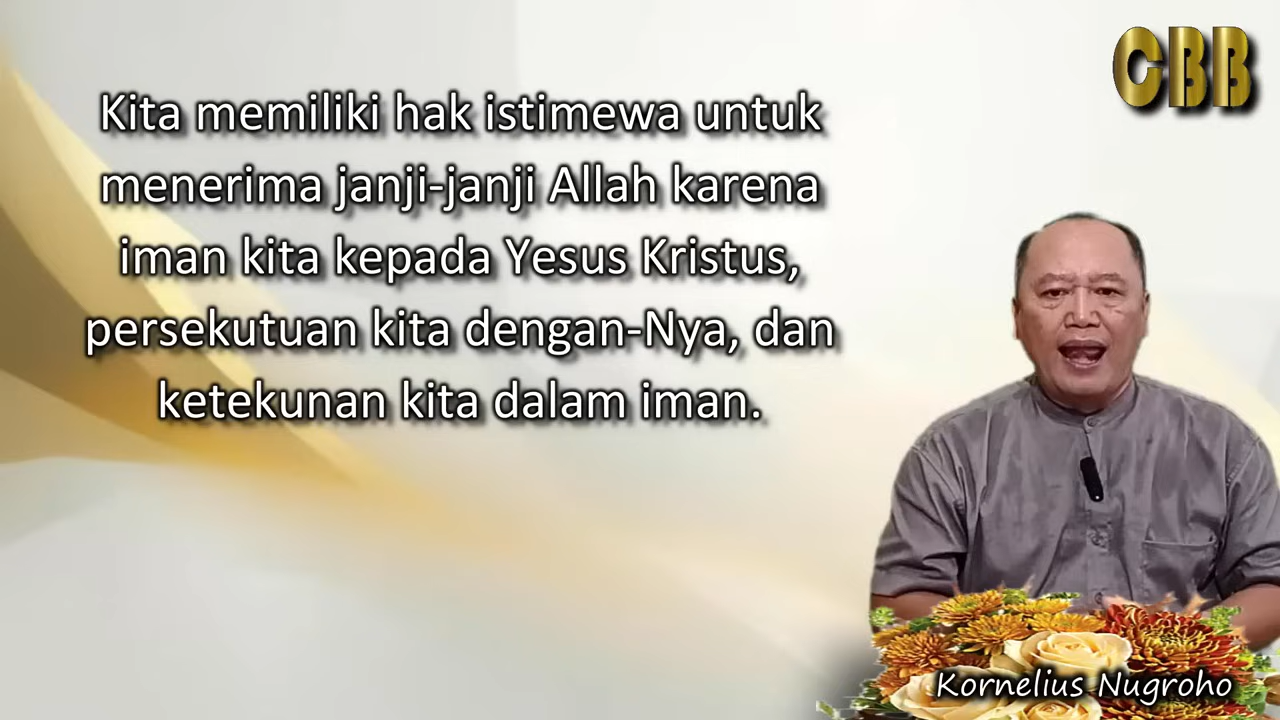 CBB
Kita memiliki hak istimewa untuk
menerima janji-janji Allah karena
iman kita kepada Yesus Kristus,
persekutuan kita dengan-Nya, dan
ketekunan kita dalam iman.
Kornelius Nugroho